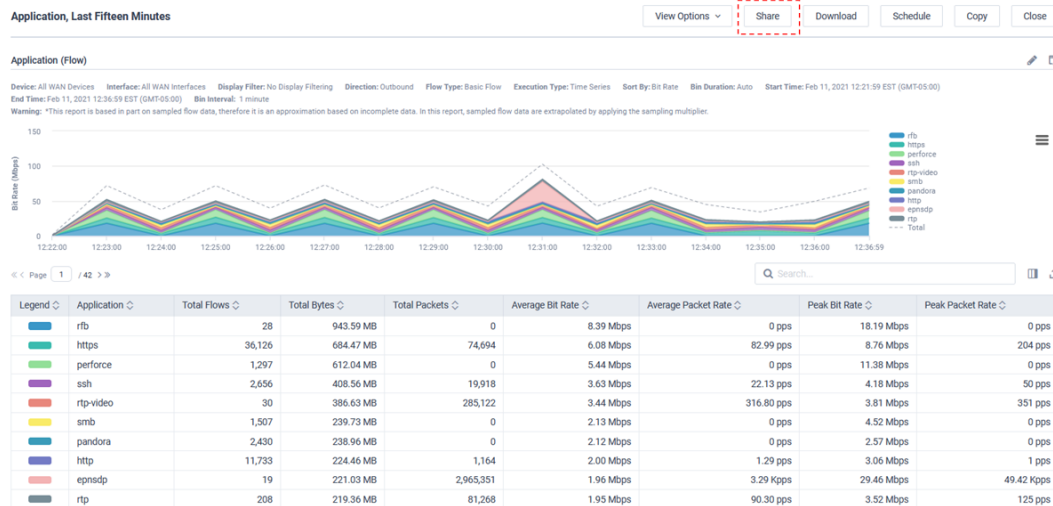 Application, Last Fifteen Minutes View Options Share Download Schedule Copy Close
Application (Flow)
Device: All WAN Devices Interface: All WAN Interfaces Display Filter: No Display Filtering Direction: Outbound Flow Type: Basic Flow Execution Type: Time Series Sort By: Bit Rate Bin Duration: Auto Start Time: Feb 11, 2021 12:21:59 EST (GMT-05:00)
End Time: Feb 11, 2021 12:36:59 EST (GMT-05:00) Bin Interval: 1 minute
Warning: *This report is based in part on sampled flow data, therefore it is an approximation based on incomplete data. In this report, sampled flow data are extrapolated by applying the sampling multiplier.
Bit Rate (Mbps)
150
100
50
0
12:22:00 12:23:00 12:24:00 12:25:00 12:26:00 12:27:00 12:28:00 12:29:00 12:30:00 12:31:00 12:32:00 12:33:00 12:34:00 12:35:00 12:36:00 12:36:59
rfb
https
perforce
ssh
rtp-video
smb
pandora
http
epnsdp
rtp
Total
Page 1 / 42 Search...
Legend Application Total Flows Total Bytes Total Packets Average Bit Rate Average Packet Rate Peak Bit Rate Peak Packet Rate
rfb 28 943.59 MB 0 8.39 Mbps 0 pps 18.19 Mbps 0 pps
https 36,126 684.47 MB 74,694 6.08 Mbps 82.99 pps 8.76 Mbps 204 pps
perforce 1,297 612.04 MB 0 5.44 Mbps 0 pps 11.38 Mbps 0 pps
ssh 2,656 408.56 MB 19,918 3.63 Mbps 22.13 pps 4.18 Mbps 50 pps
rtp-video 30 386.63 MB 285,122 3.44 Mbps 316.80 pps 3.81 Mbps 351 pps
smb 1,507 239.73 MB 0 2.13 Mbps 0 pps 4.52 Mbps 0 pps
pandora 2,430 238.96 MB 0 2.12 Mbps 0 pps 2.57 Mbps 0 pps
http 11,733 224.46 MB 1,164 2.00 Mbps 1.29 pps 3.06 Mbps 1 pps
epnsdp 19 221.03 MB 2,965,351 1.96 Mbps 3.29 Kpps 29.46 Mbps 49.42 Kpps
rtp 208 219.36 MB 81,268 1.95 Mbps 90.30 pps 3.52 Mbps 125 pps